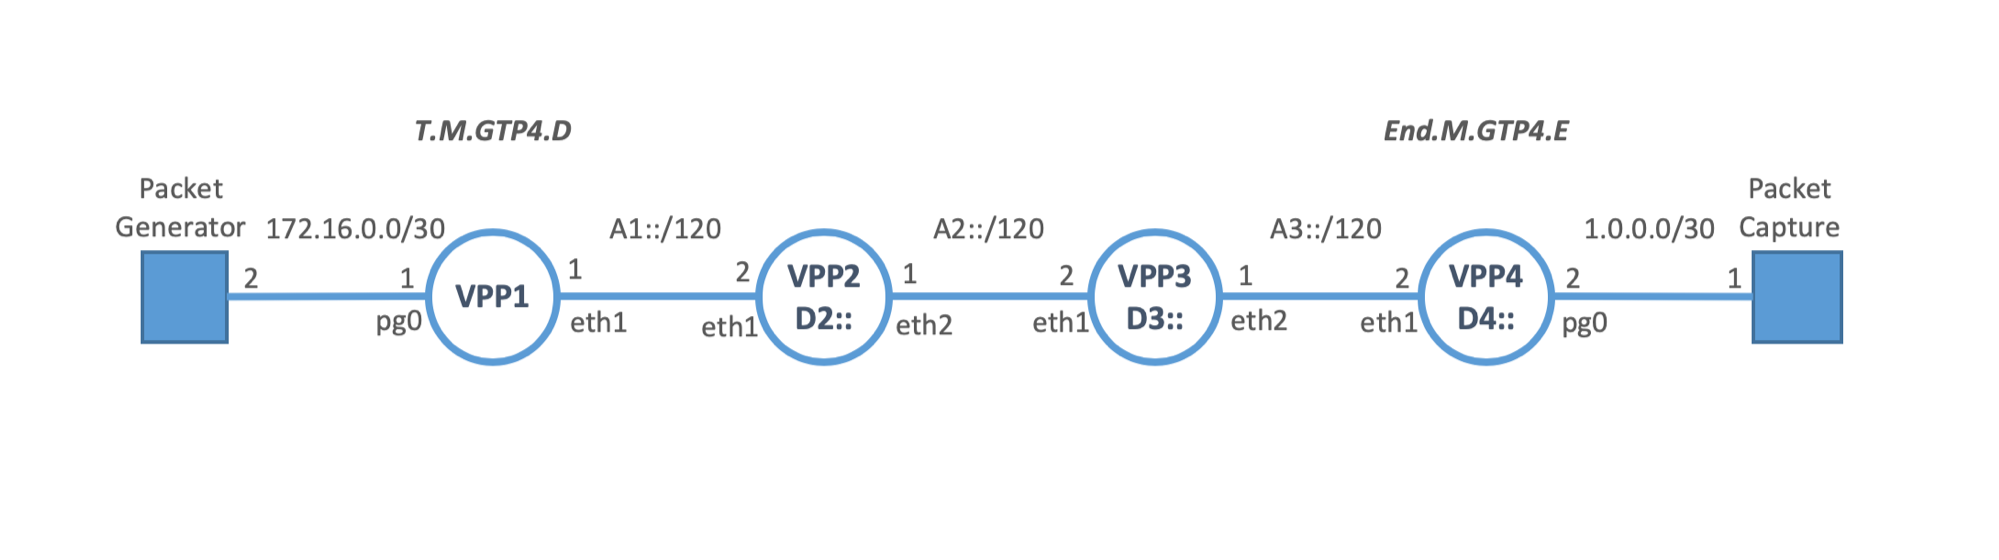 T.M.GTP4.D
End.M.GTP4.E
Packet
Generator
172.16.0.0/30
A1::/120
A2::/120
A3::/120
1.0.0.0/30
Packet
Capture
2
1
VPP1
1
2
VPP2
D2::
1
2
VPP3
D3::
1
2
VPP4
D4::
2
1
pg0
eth1
eth1
eth2
eth1
eth2
eth1
pg0